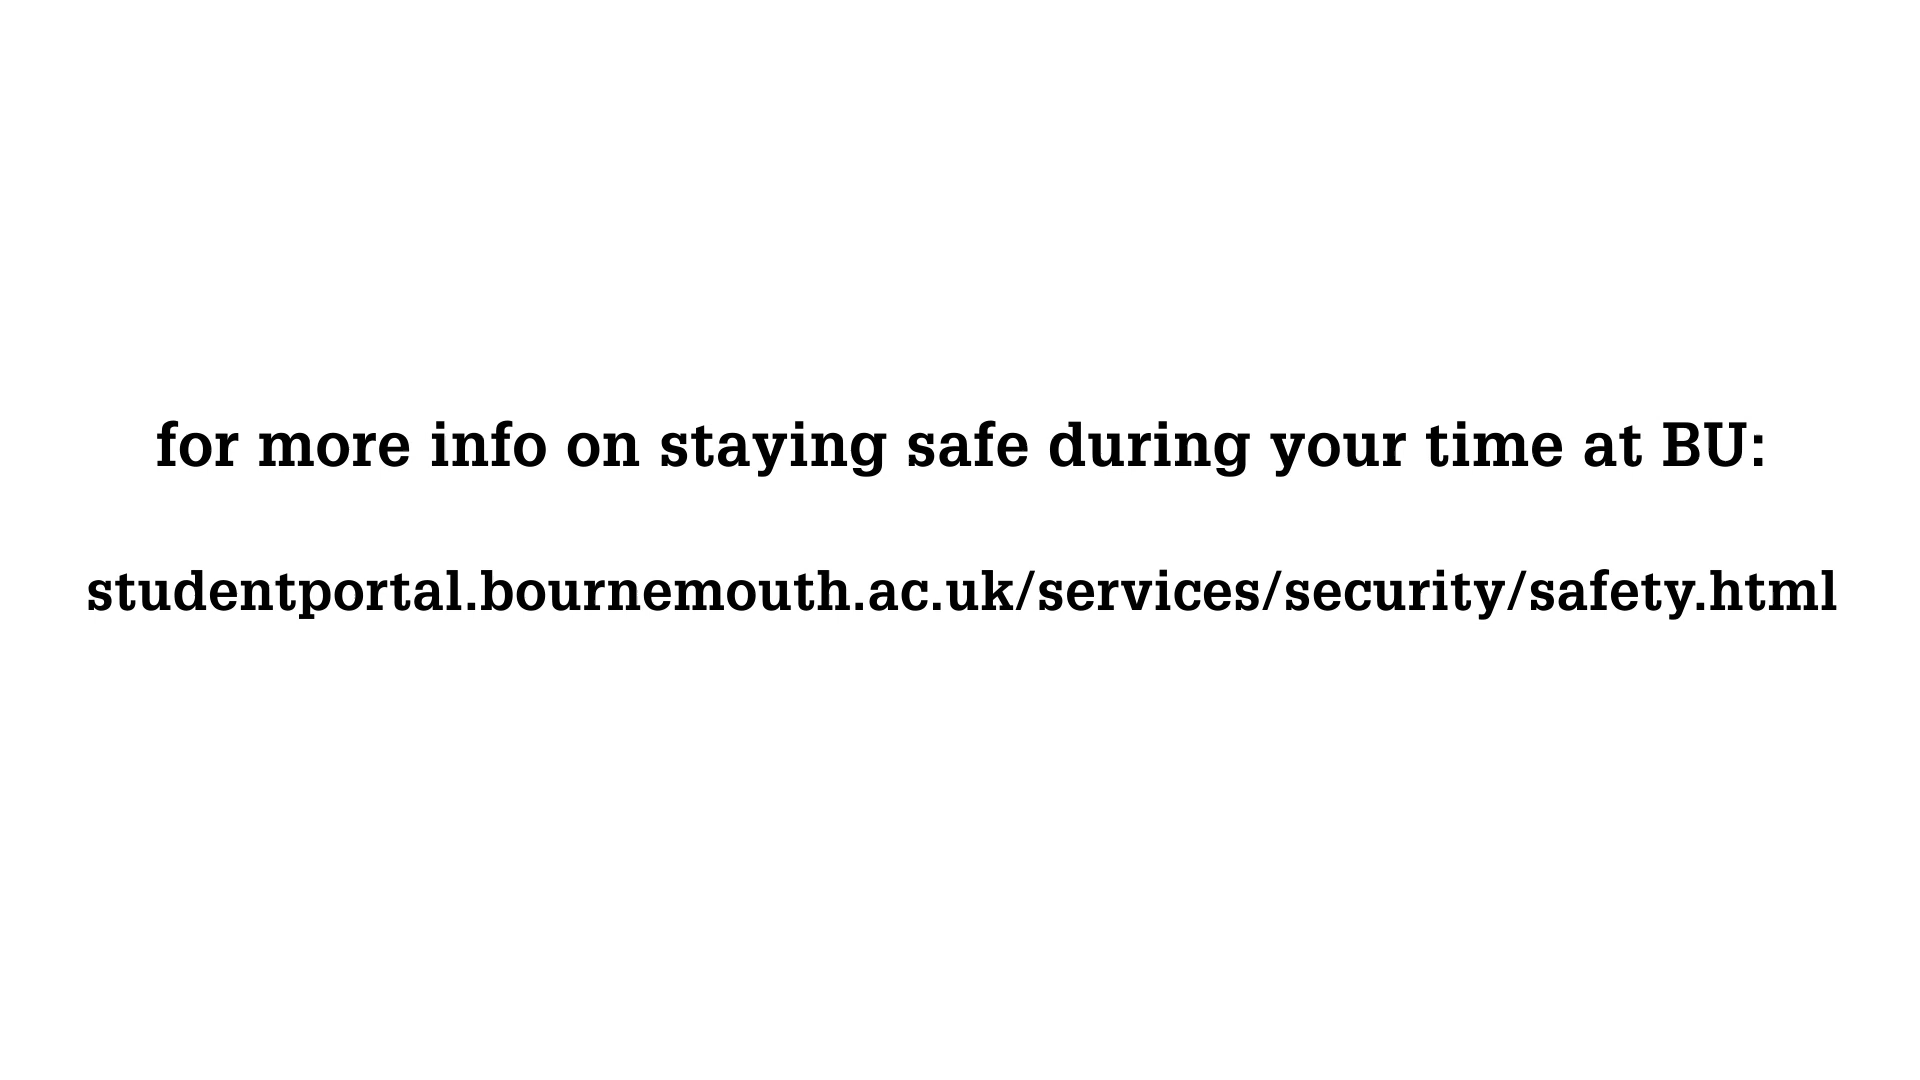 for more info on staying safe during your time at BU:
studentportal.bournemouth.ac.uk/services/security/safety.html